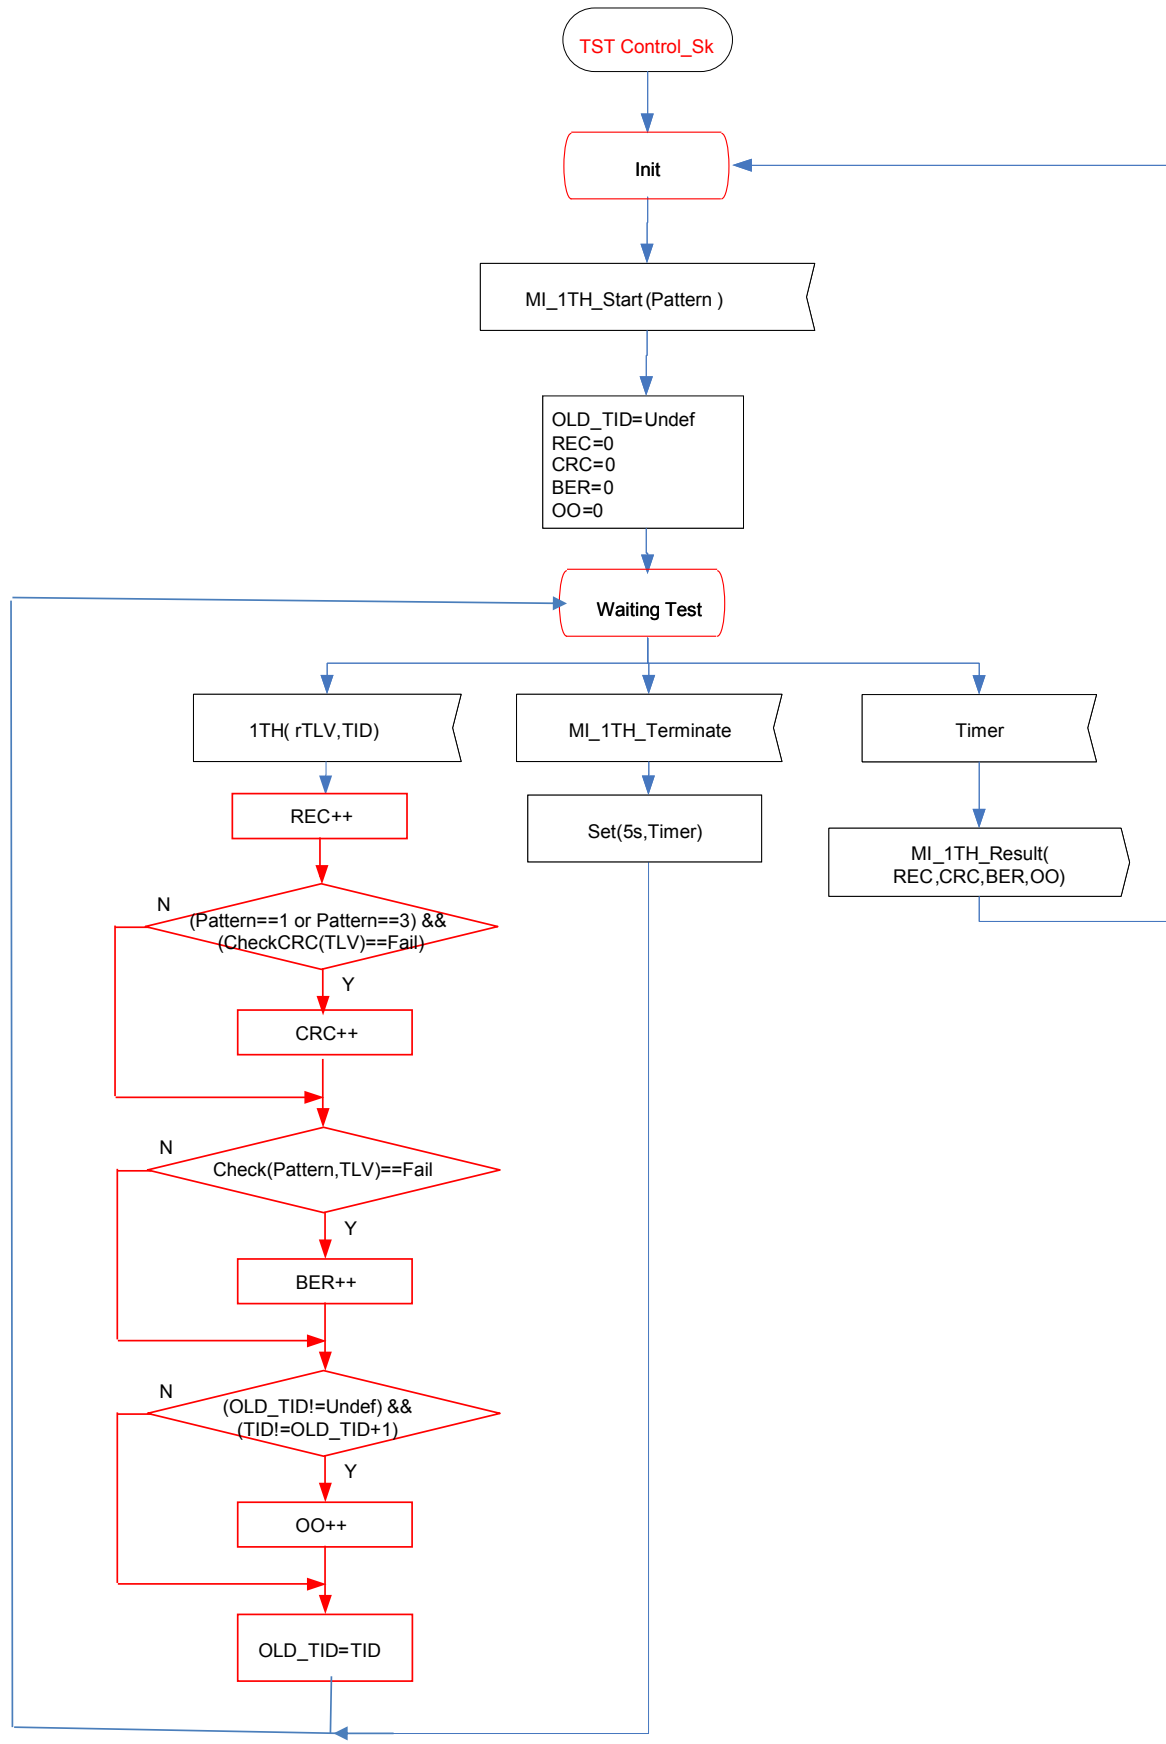 TST Control_Sk
Init
MI_1TH_Start(Pattern )
OLD_TID=Undef
REC=0
CRC=0
BER=0
OO=0
Waiting Test
1TH( rTLV,TID)
MI_1TH_Terminate
Timer
REC++
Set(5s,Timer)
MI_1TH_Result(
REC,CRC,BER,OO)
N
(Pattern==1 or Pattern==3) &&
(CheckCRC(TLV)==Fail)
Y
CRC++
N
Check(Pattern,TLV)==Fail
Y
BER++
N
(OLD_TID!=Undef) &&
(TID!=OLD_TID+1)
Y
OO++
OLD_TID=TID